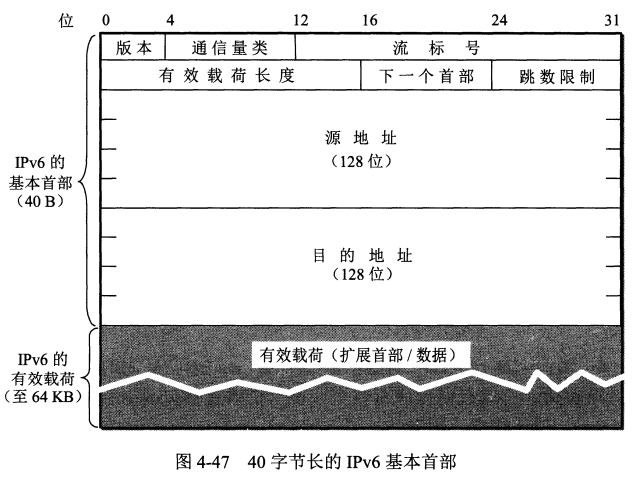 位 0 4 12 16 24 31
版本 通信量类 流标号
有效载荷长度 下一个首部 跳数限制
源地址
（128 位）
IPv6 的
基本首部
（40 B）
目的地址
（128 位）
IPv6 的
有效载荷
（至 64 KB）
有效载荷（扩展首部 / 数据）
图 4-47 40 字节长的 IPv6 基本首部